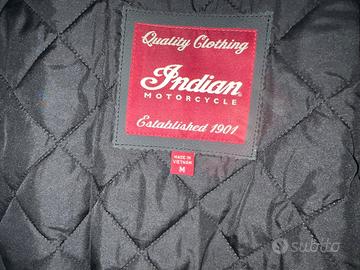 Quality Clothing
Indian
MOTORCYCLE
Established 1901
MADE IN
VIETNAM
M
subito